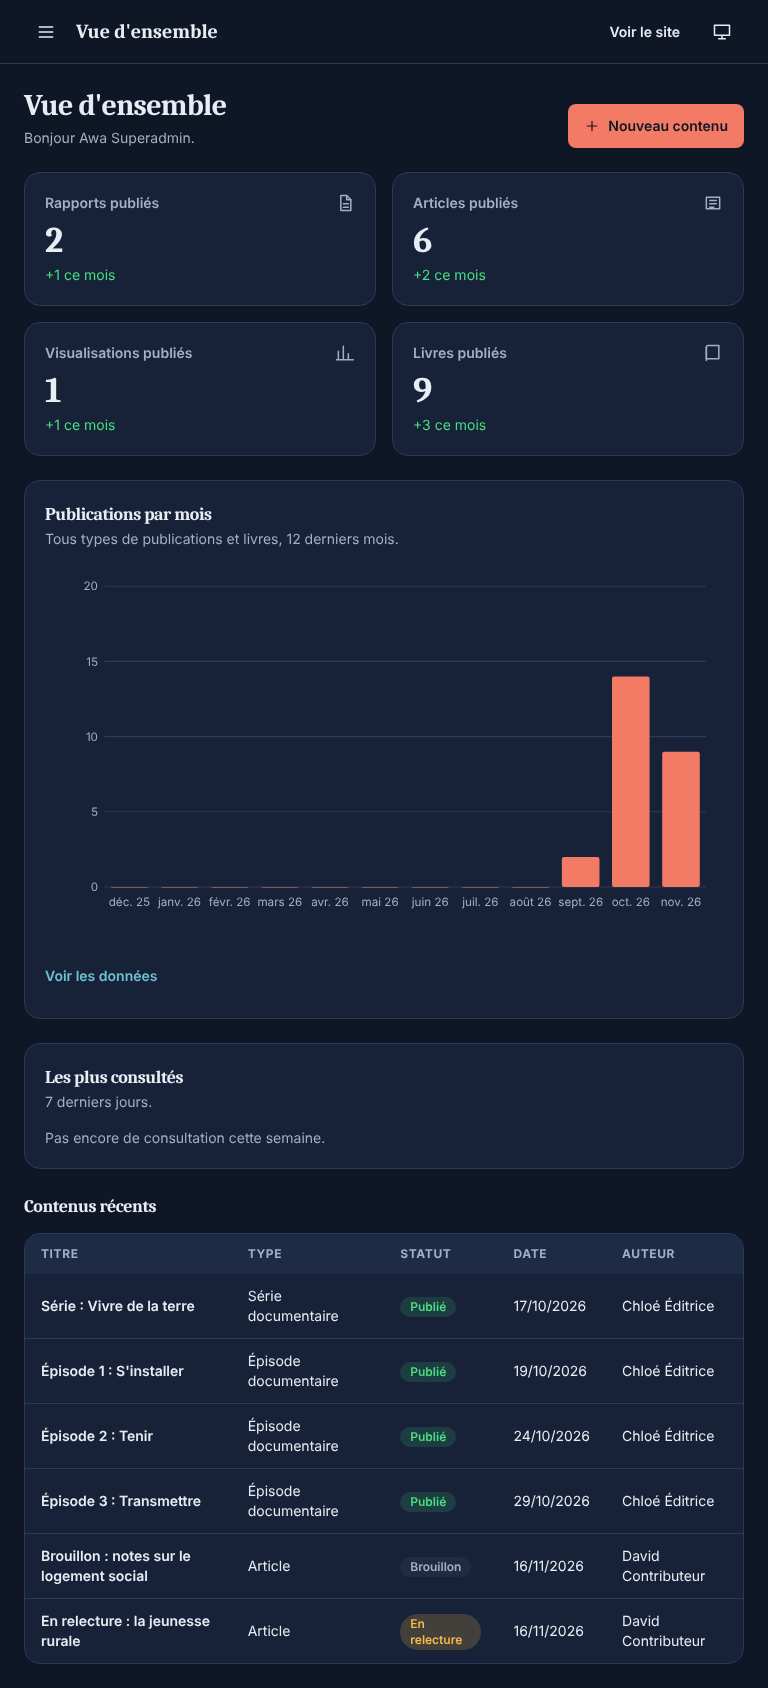 Vue d'ensemble
Voir le site
Vue d'ensemble
Bonjour Awa Superadmin.
Nouveau contenu
Rapports publiés
2
+1 ce mois
Articles publiés
6
+2 ce mois
Visualisations publiés
1
+1 ce mois
Livres publiés
9
+3 ce mois
Publications par mois
Tous types de publications et livres, 12 derniers mois.
20
15
10
5
0
déc. 25 janv. 26 févr. 26 mars 26 avr. 26 mai 26 juin 26 juil. 26 août 26 sept. 26 oct. 26 nov. 26
Voir les données
Les plus consultés
7 derniers jours.
Pas encore de consultation cette semaine.
Contenus récents
TITRE TYPE STATUT DATE AUTEUR
Série : Vivre de la terre
Série
documentaire
Publié
17/10/2026
Chloé Éditrice
Épisode 1 : S'installer
Épisode
documentaire
Publié
19/10/2026
Chloé Éditrice
Épisode 2 : Tenir
Épisode
documentaire
Publié
24/10/2026
Chloé Éditrice
Épisode 3 : Transmettre
Épisode
documentaire
Publié
29/10/2026
Chloé Éditrice
Brouillon : notes sur le
logement social
Article
Brouillon
16/11/2026
David
Contributeur
En relecture : la jeunesse
rurale
Article
En
relecture
16/11/2026
David
Contributeur